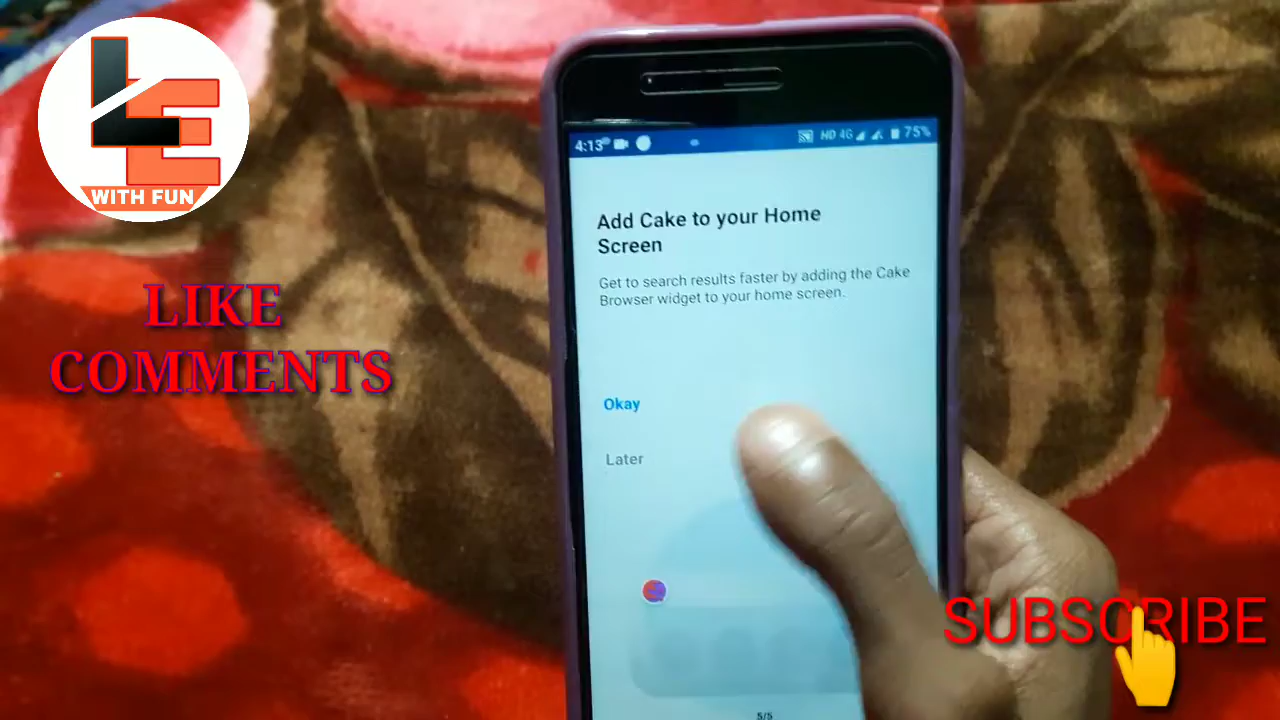 LE
WITH FUN
LIKE
COMMENTS
4:13
HD 4G 75%
Add Cake to your Home
Screen
Get to search results faster by adding the Cake
Browser widget to your home screen.
Okay
Later
5/5
SUBSCRIBE